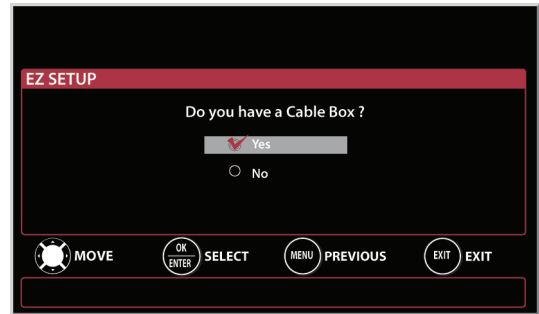 EZ SETUP
Do you have a Cable Box ?
Yes
No
MOVE OK ENTER SELECT MENU PREVIOUS EXIT EXIT